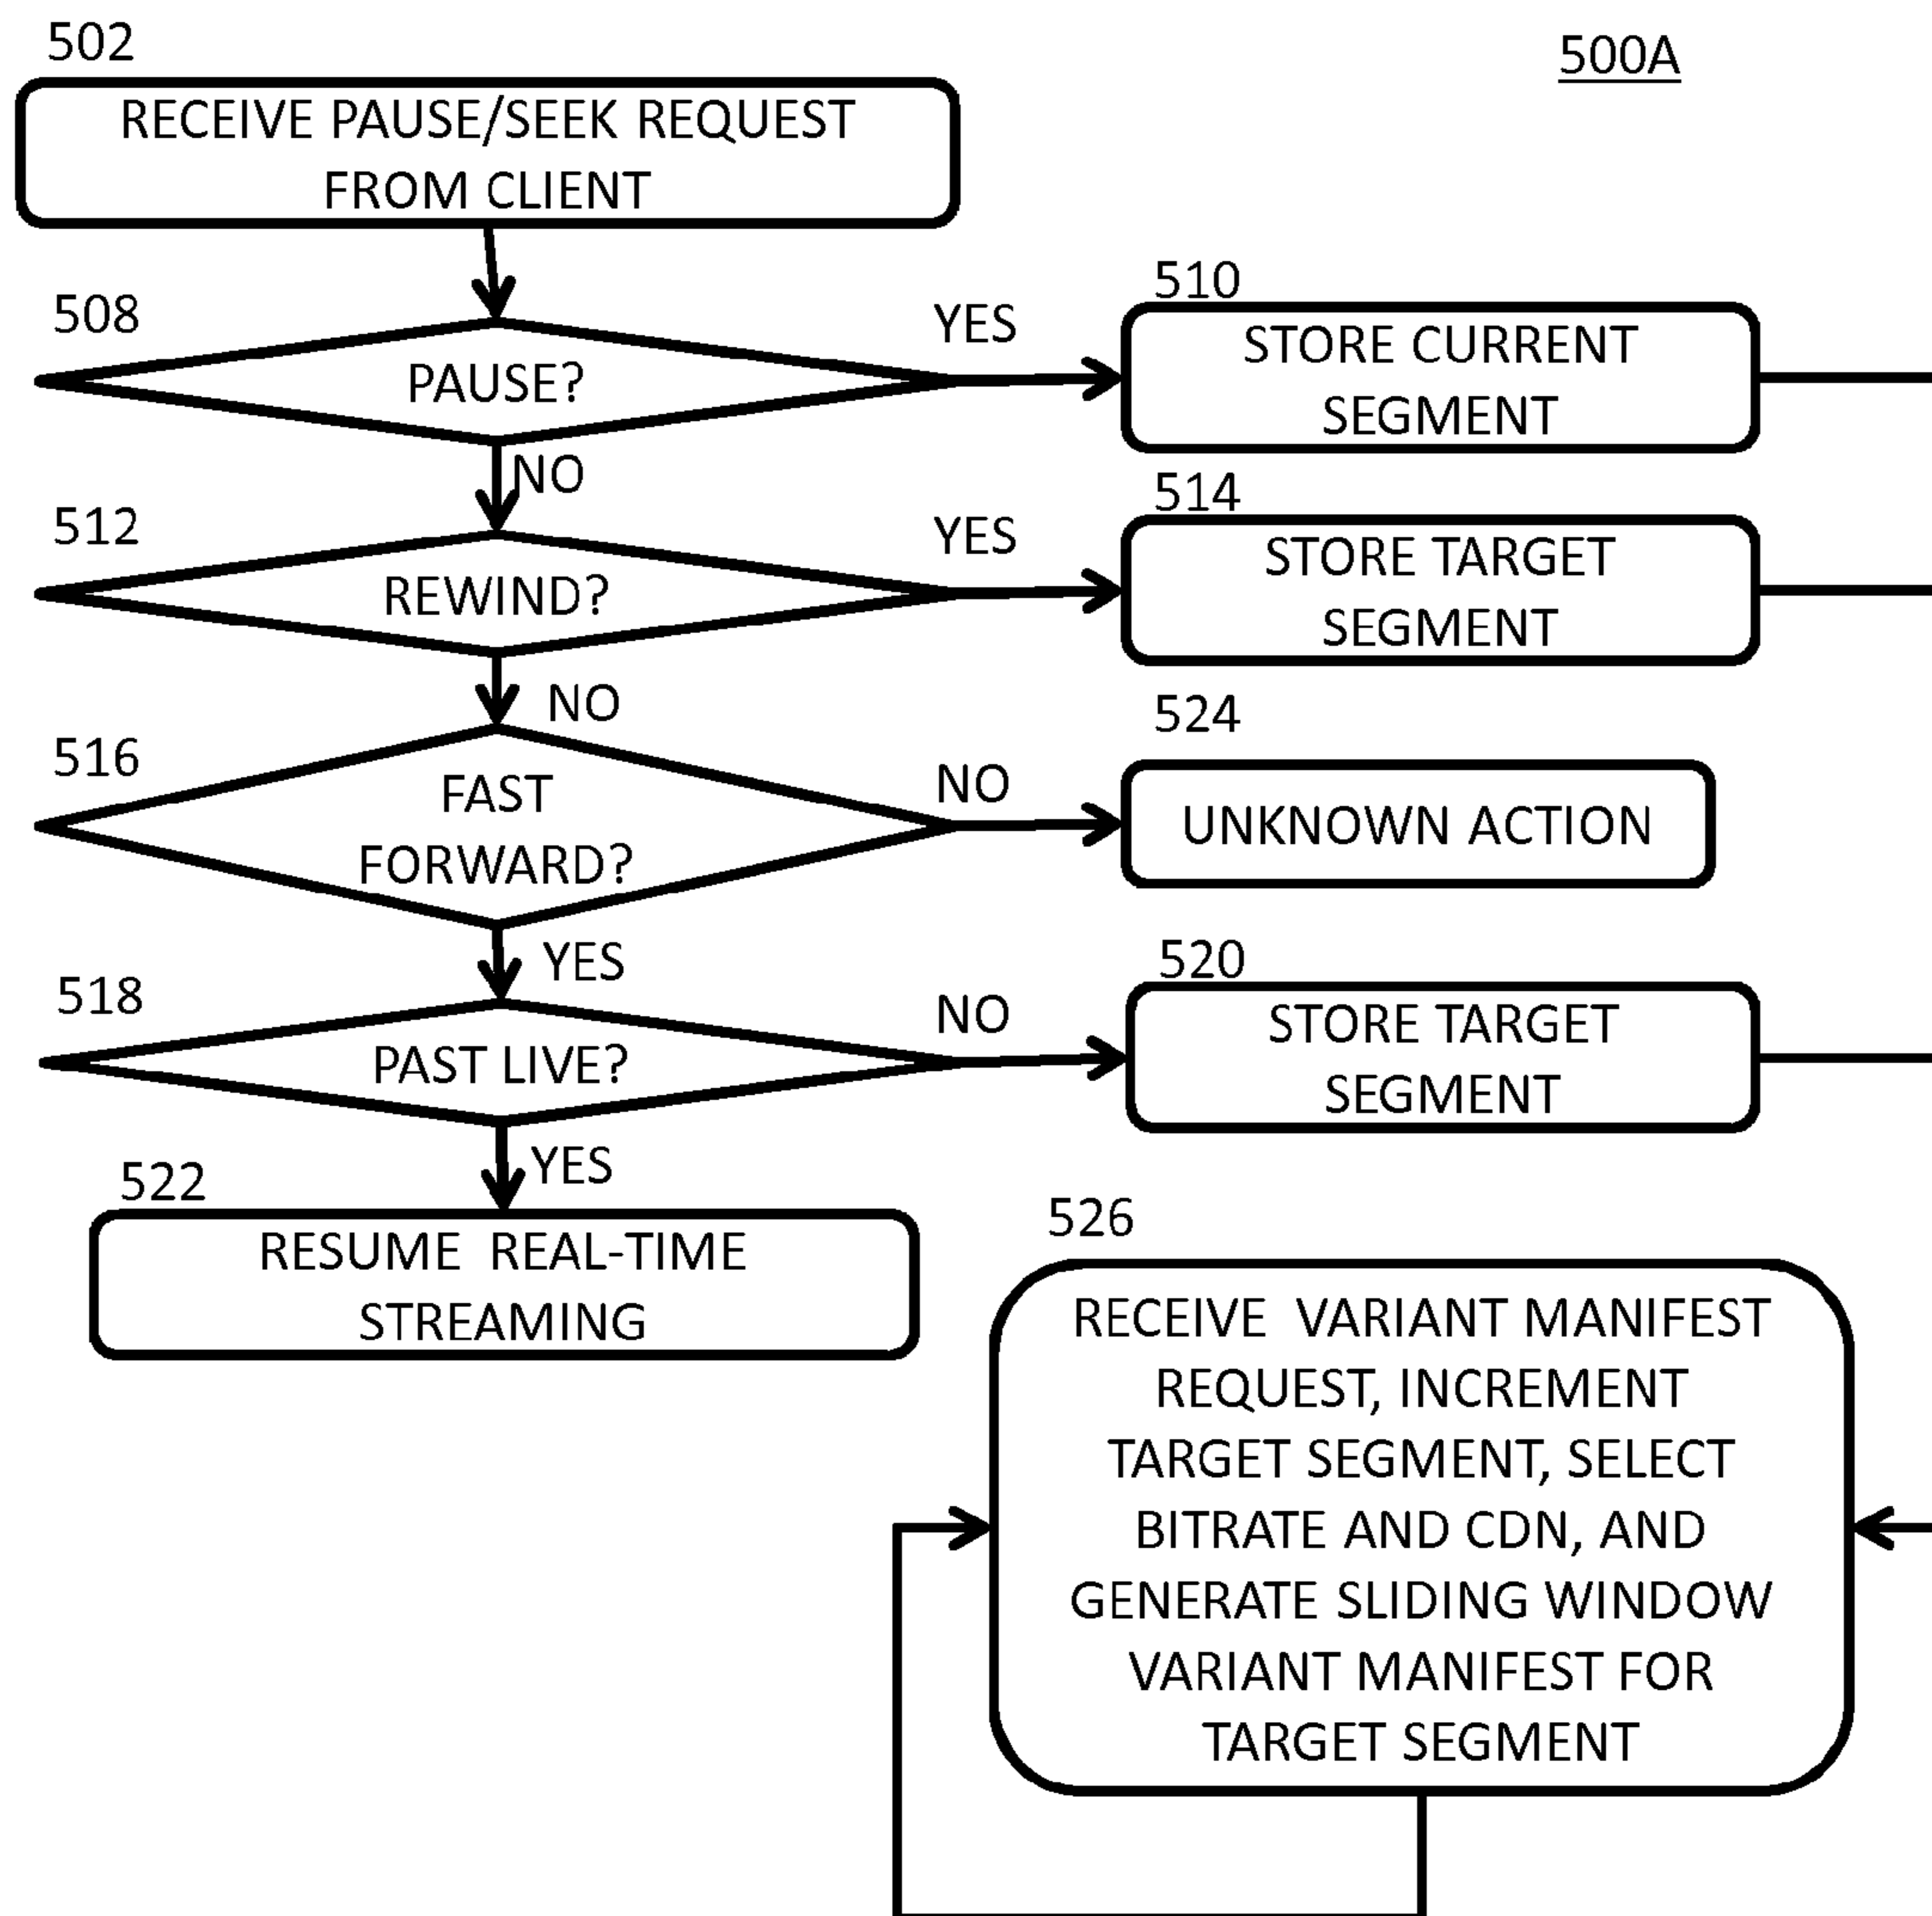 502
500A
RECEIVE PAUSE/SEEK REQUEST
FROM CLIENT
508
PAUSE?
YES
510
STORE CURRENT
SEGMENT
NO
512
REWIND?
YES
514
STORE TARGET
SEGMENT
NO
516
FAST
FORWARD?
NO
524
UNKNOWN ACTION
YES
518
PAST LIVE?
NO
520
STORE TARGET
SEGMENT
YES
522
RESUME REAL-TIME
STREAMING
526
RECEIVE VARIANT MANIFEST
REQUEST, INCREMENT
TARGET SEGMENT, SELECT
BITRATE AND CDN, AND
GENERATE SLIDING WINDOW
VARIANT MANIFEST FOR
TARGET SEGMENT